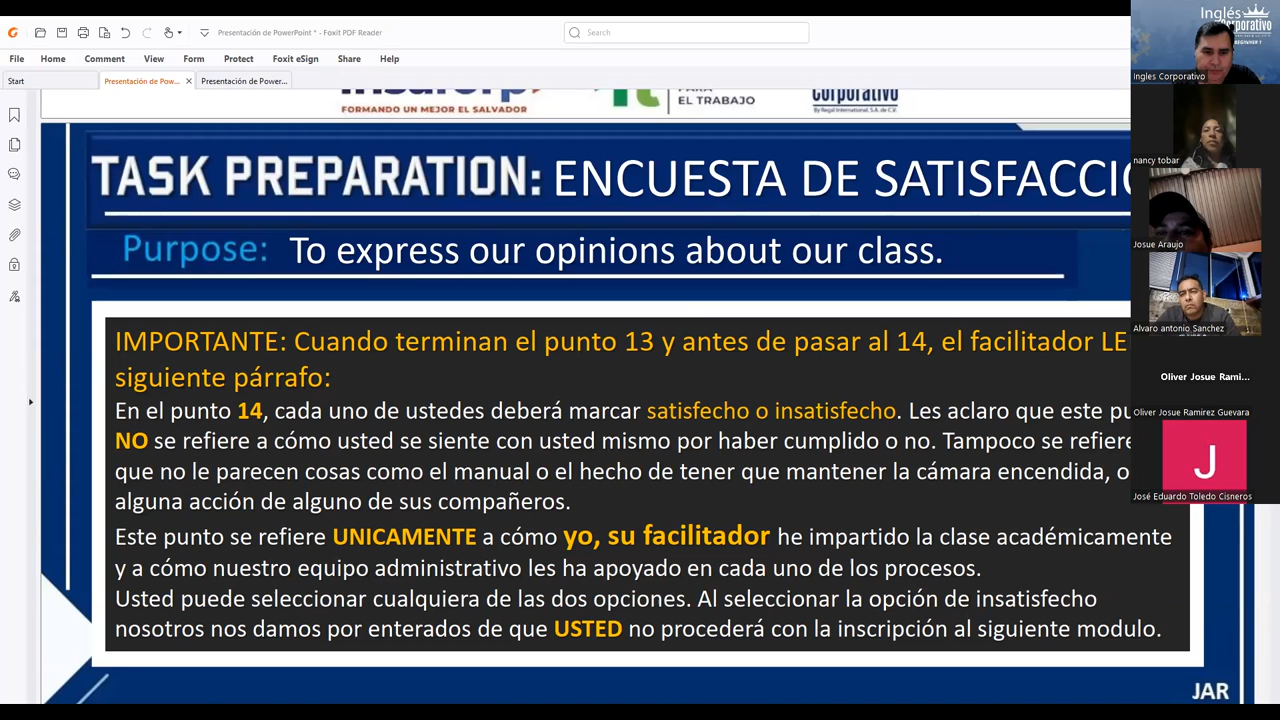 Presentación de PowerPoint * - Foxit PDF Reader
Search
File Home Comment View Form Protect Foxit eSign Share Help
Start Presentación de Pow... Presentación de Power...
FORMANDO UN MEJOR EL SALVADOR
PARA
EL TRABAJO
Corporativo
By Regal International, S.A. de C.V.
TASK PREPARATION: ENCUESTA DE SATISFACCIO
Purpose: To express our opinions about our class.
IMPORTANTE: Cuando terminan el punto 13 y antes de pasar al 14, el facilitador LE
siguiente párrafo:
En el punto 14, cada uno de ustedes deberá marcar satisfecho o insatisfecho. Les aclaro que este pu
NO se refiere a cómo usted se siente con usted mismo por haber cumplido o no. Tampoco se refiere
que no le parecen cosas como el manual o el hecho de tener que mantener la cámara encendida, o
alguna acción de alguno de sus compañeros.
Este punto se refiere UNICAMENTE a cómo yo, su facilitador he impartido la clase académicamente
y a cómo nuestro equipo administrativo les ha apoyado en cada uno de los procesos.
Usted puede seleccionar cualquiera de las dos opciones. Al seleccionar la opción de insatisfecho
nosotros nos damos por enterados de que USTED no procederá con la inscripción al siguiente modulo.
JAR
Inglés
Corporativo
BEGINNER 1
Ingles Corporativo
nancy tobar
Josue Araujo
Alvaro antonio Sanchez
Oliver Josue Rami...
Oliver Josue Ramirez Guevara
J
José Eduardo Toledo Cisneros